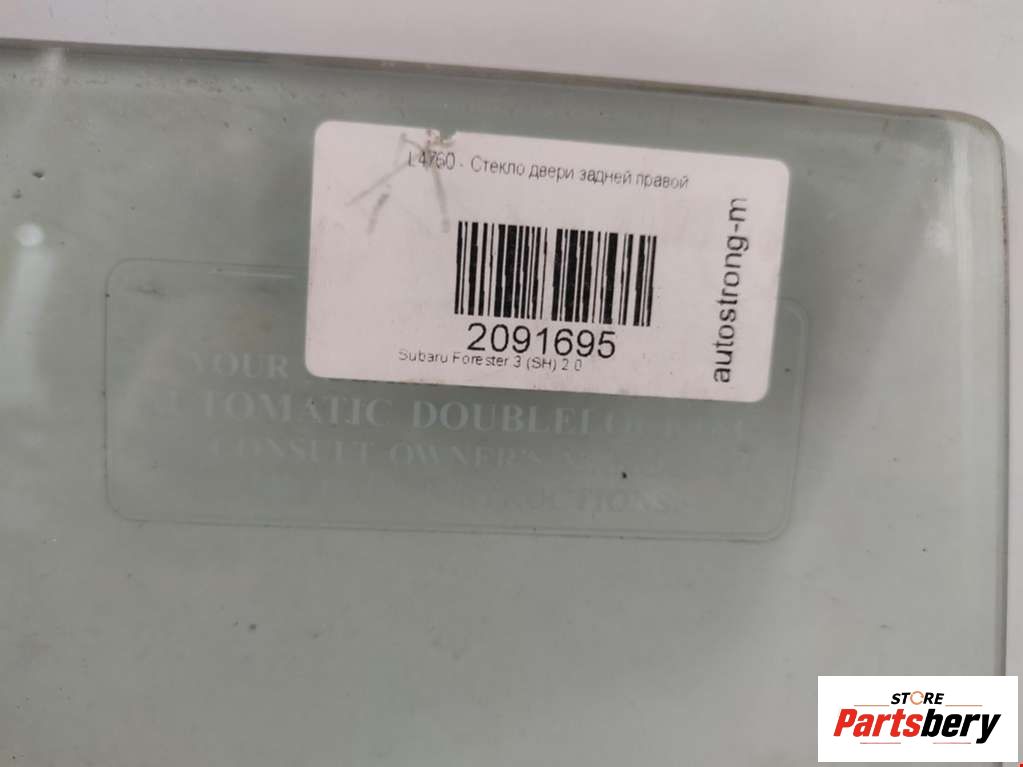 L4760 - Стекло двери задней правой
autostrong-m
2091695
Subaru Forester 3 (SH) 2.0
YOUR
TOMATIC DOUBLE
CONSULT OWNER'S
RUCTIONS
STORE
Partsbery